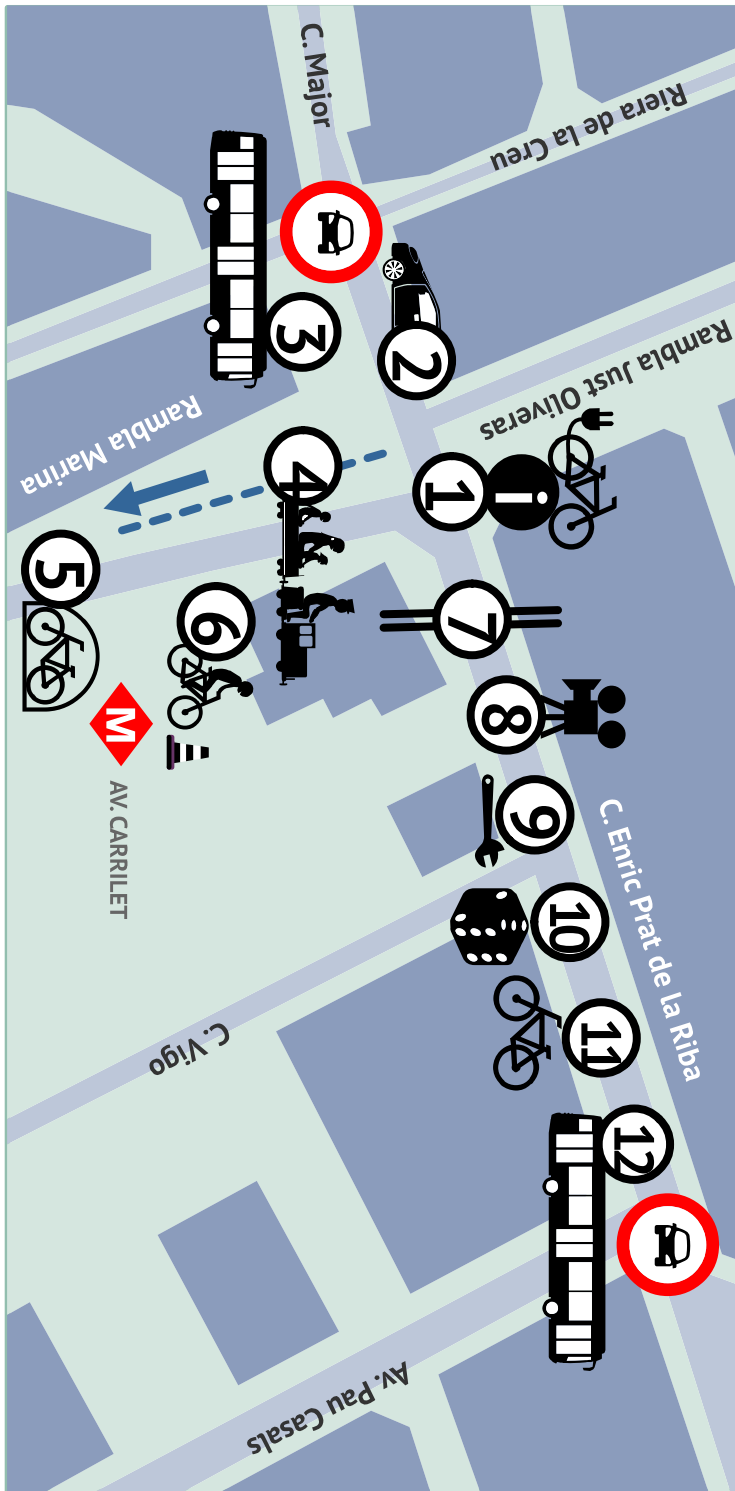 C. Major
Riera de la Creu
Rambla Just Oliveras
Rambla Marina
3
2
4
1
i
5
6
7
8
M
AV. CARRILET
9
C. Enric Prat de la Riba
10
C. Vigo
11
12
Av. Pau Casals